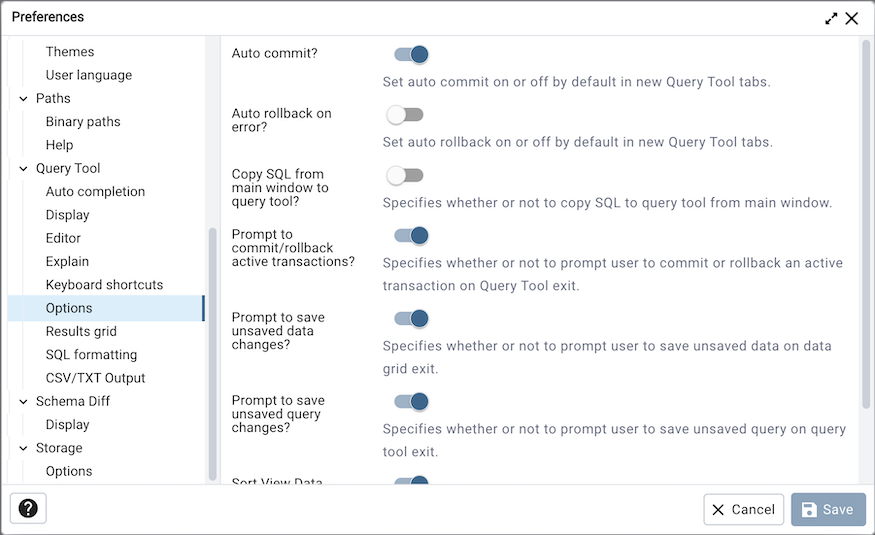 Preferences
Themes
User language
Paths
Binary paths
Help
Query Tool
Auto completion
Display
Editor
Explain
Keyboard shortcuts
Options
Results grid
SQL formatting
CSV/TXT Output
Schema Diff
Display
Storage
Options
Auto commit?
Set auto commit on or off by default in new Query Tool tabs.
Auto rollback on
error?
Set auto rollback on or off by default in new Query Tool tabs.
Copy SQL from
main window to
query tool?
Specifies whether or not to copy SQL to query tool from main window.
Prompt to
commit/rollback
active transactions?
Specifies whether or not to prompt user to commit or rollback an active
transaction on Query Tool exit.
Prompt to save
unsaved data
changes?
Specifies whether or not to prompt user to save unsaved data on data
grid exit.
Prompt to save
unsaved query
changes?
Specifies whether or not to prompt user to save unsaved query on query
tool exit.
Sort View Data
?
Cancel
Save